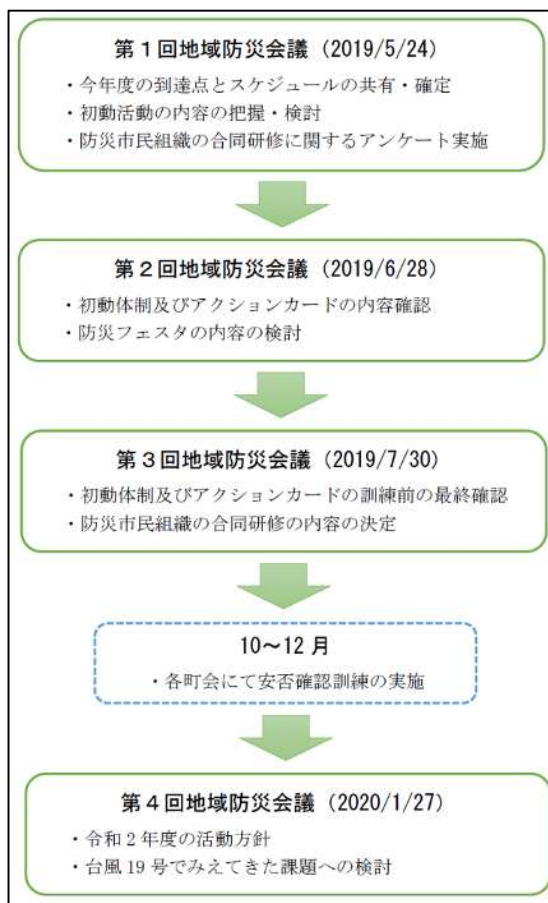 第１回地域防災会議（2019/5/24）
・今年度の到達点とスケジュールの共有・確定
・初動活動の内容の把握・検討
・防災市民組織の合同研修に関するアンケート実施
第２回地域防災会議（2019/6/28）
・初動体制及びアクションカードの内容確認
・防災フェスタの内容の検討
第３回地域防災会議（2019/7/30）
・初動体制及びアクションカードの訓練前の最終確認
・防災市民組織の合同研修の内容の決定
10～12 月
・各町会にて安否確認訓練の実施
第４回地域防災会議（2020/1/27）
・令和２年度の活動方針
・台風 19 号でみえてきた課題への検討